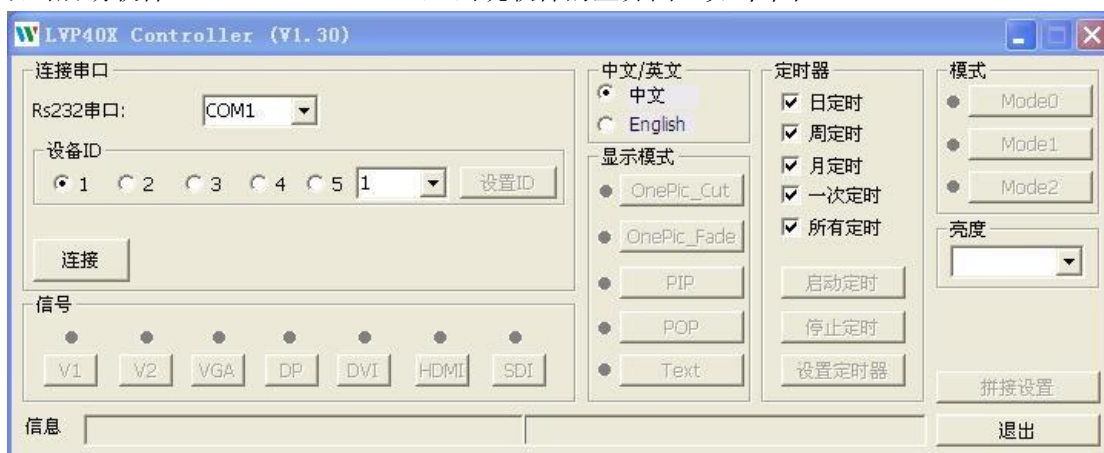 LVP40X Controller (V1.30)
连接串口
Rs232串口:
COM1
设备ID
1
2
3
4
5
1
设置ID
连接
信号
V1
V2
VGA
DP
DVI
HDMI
SDI
中文/英文
中文
English
显示模式
OnePic_Cut
OnePic_Fade
PIP
POP
Text
定时器
日定时
周定时
月定时
一次定时
所有定时
启动定时
停止定时
设置定时器
模式
Mode0
Mode1
Mode2
亮度
拼接设置
信息
退出